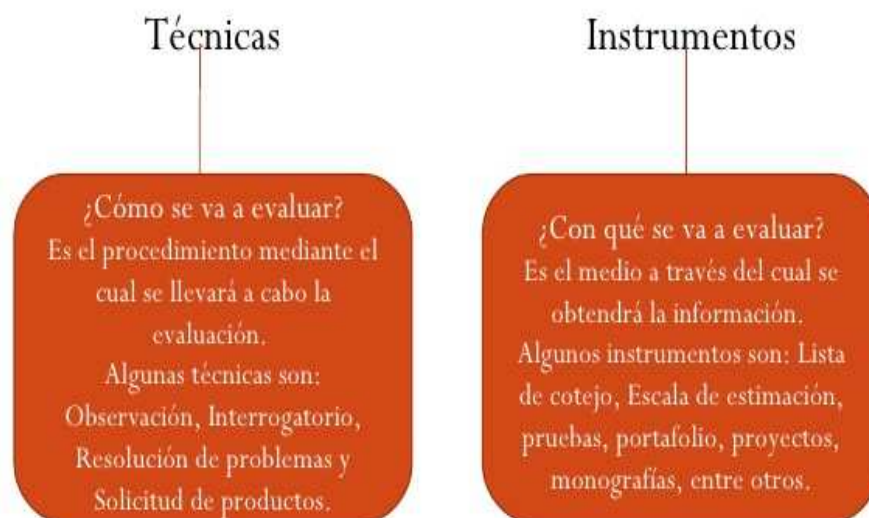 Técnicas
¿Cómo se va a evaluar?
Es el procedimiento mediante el
cual se llevará a cabo la
evaluación.
Algunas técnicas son:
Observación, Interrogatorio,
Resolución de problemas y
Solicitud de productos.
Instrumentos
¿Con qué se va a evaluar?
Es el medio a través del cual se
obtendrá la información.
Algunos instrumentos son: Lista
de cotejo, Escala de estimación,
pruebas, portafolio, proyectos,
monografías, entre otros.